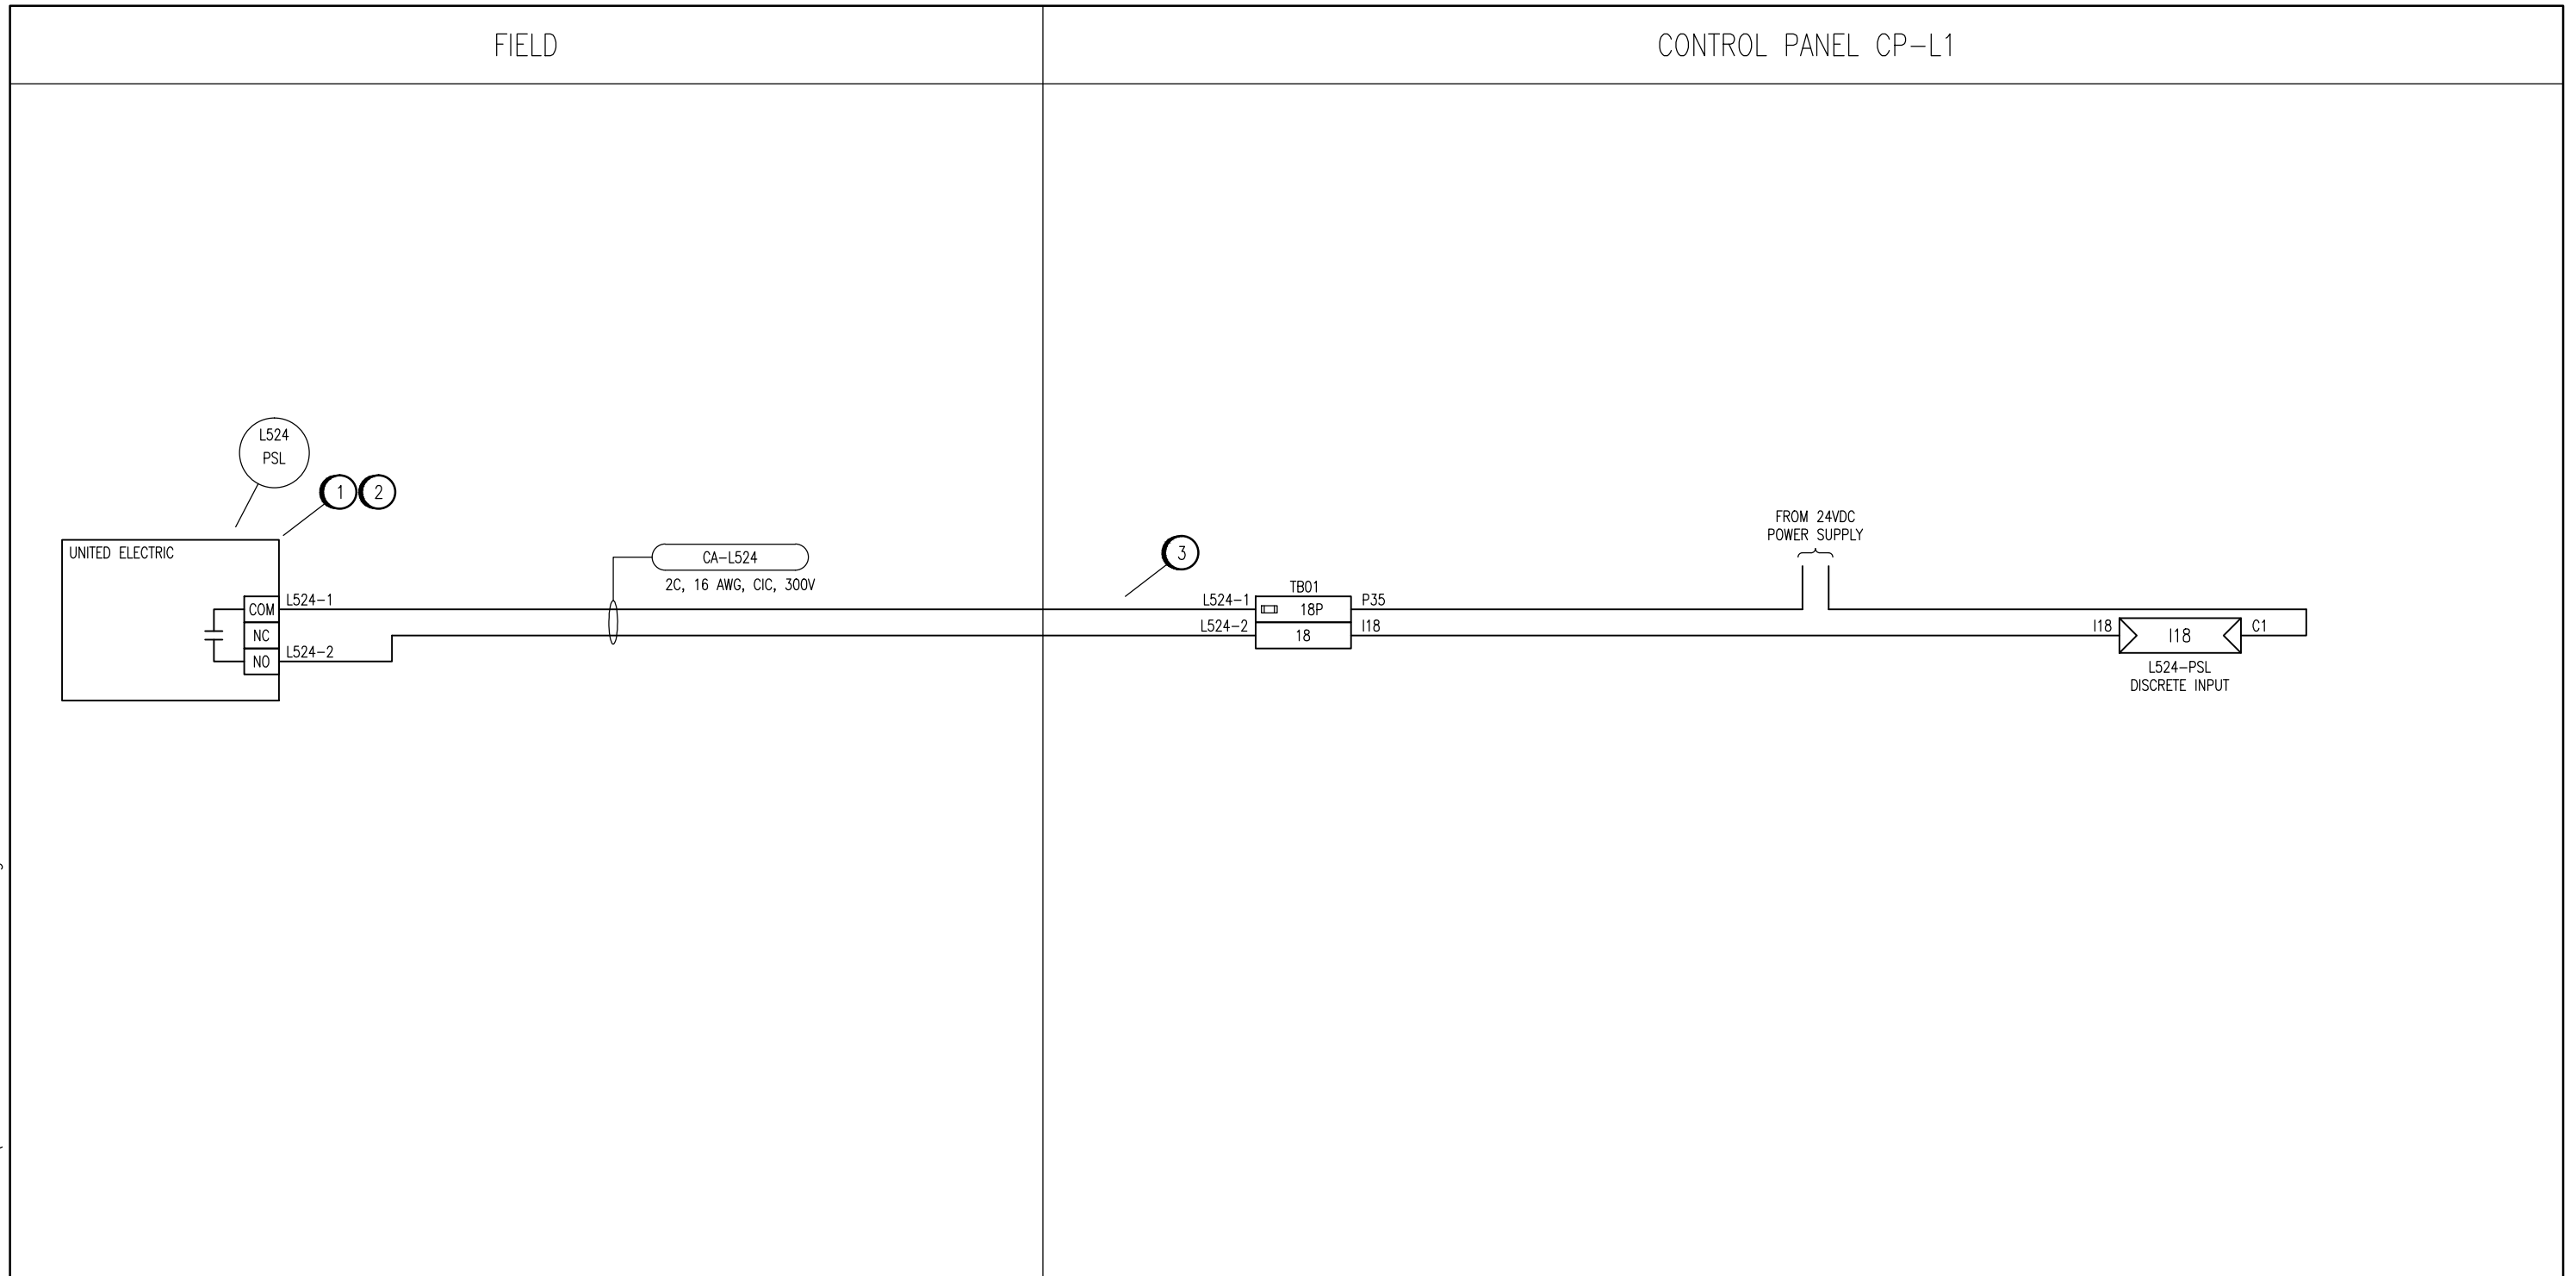 FIELD
CONTROL PANEL CP-L1
L524
PSL
1
2
UNITED ELECTRIC
COM
NC
NO
L524-1
L524-2
CA-L524
2C, 16 AWG, CIC, 300V
3
TB01
L524-1
18P
P35
L524-2
18
I18
FROM 24VDC
POWER SUPPLY
I18
I18
C1
L524-PSL
DISCRETE INPUT